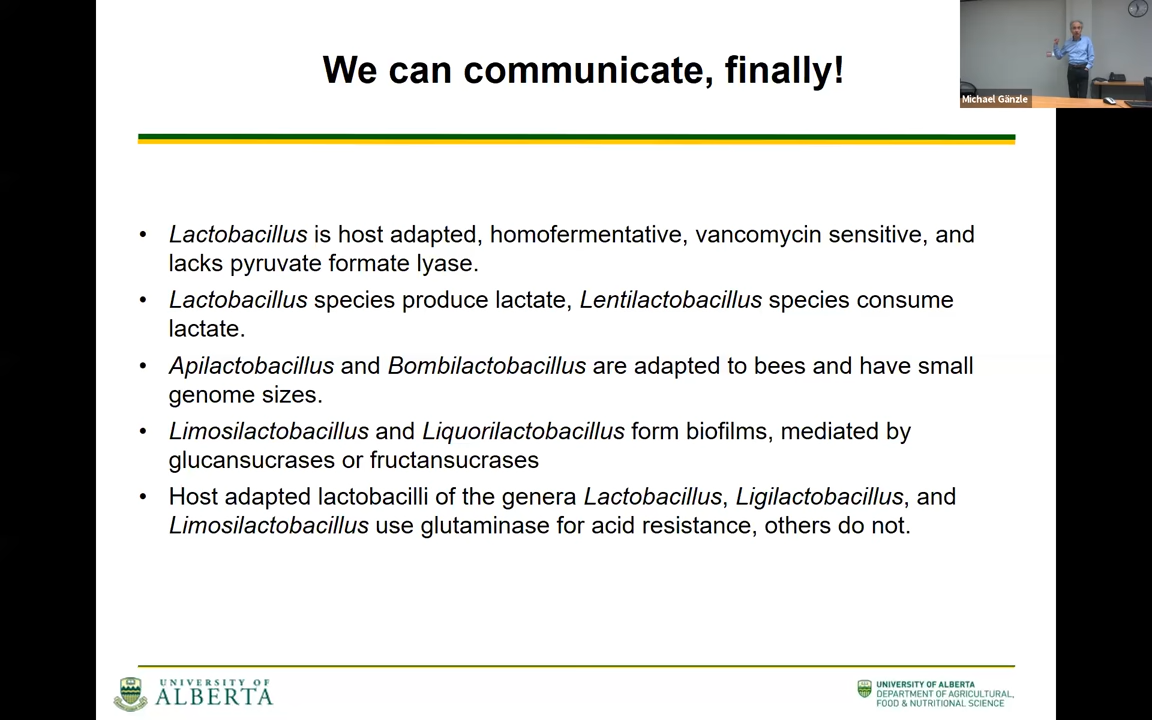 We can communicate, finally!
Michael Gänzle
• Lactobacillus is host adapted, homofermentative, vancomycin sensitive, and
lacks pyruvate formate lyase.
• Lactobacillus species produce lactate, Lentilactobacillus species consume
lactate.
• Apilactobacillus and Bombilactobacillus are adapted to bees and have small
genome sizes.
• Limosilactobacillus and Liquorilactobacillus form biofilms, mediated by
glucansucrases or fructansucrases
• Host adapted lactobacilli of the genera Lactobacillus, Ligilactobacillus, and
Limosilactobacillus use glutaminase for acid resistance, others do not.
UNIVERSITY OF
ALBERTA
UNIVERSITY OF ALBERTA
DEPARTMENT OF AGRICULTURAL,
FOOD & NUTRITIONAL SCIENCE